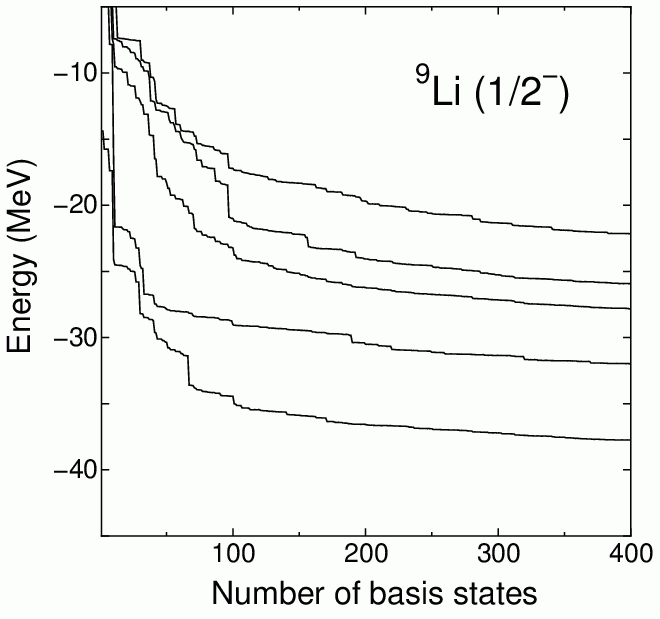 ⁹Li (1/2⁻)
Energy (MeV)
−10
−20
−30
−40
100 200 300 400
Number of basis states